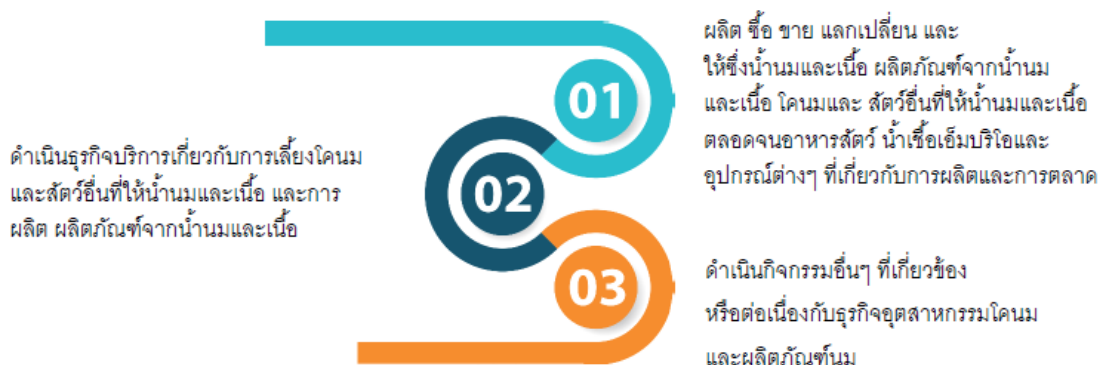 01
ผลิต ซื้อ ขาย แลกเปลี่ยน และ
ให้ซึ่งน้ำนมและเนื้อ ผลิตภัณฑ์จากน้ำนม
และเนื้อ โคนมและ สัตว์อื่นที่ให้น้ำนมและเนื้อ
ตลอดจนอาหารสัตว์ น้ำเชื้อเอ็มบริโอและ
อุปกรณ์ต่างๆ ที่เกี่ยวกับการผลิตและการตลาด
02
ดำเนินธุรกิจบริการเกี่ยวกับการเลี้ยงโคนม
และสัตว์อื่นที่ให้น้ำนมและเนื้อ และการ
ผลิต ผลิตภัณฑ์จากน้ำนมและเนื้อ
03
ดำเนินกิจกรรมอื่นๆ ที่เกี่ยวข้อง
หรือต่อเนื่องกับธุรกิจอุตสาหกรรมโคนม
และผลิตภัณฑ์นม